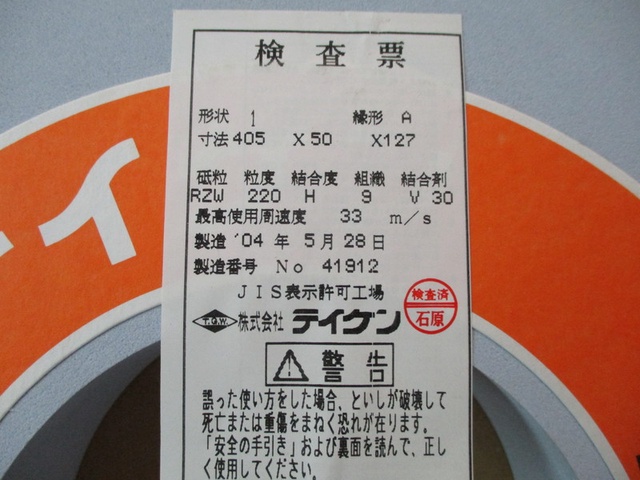 検査票
形状 1 縁形 A
寸法 405 X 50 X127
砥粒 粒度 結合度 組織 結合剤
RZW 220 H 9 V 30
最高使用周速度 33 m/s
製造 '04 年 5月 28日
製造番号 No 41912
JIS表示許可工場
T.G.W. 株式会社 テイゲン
検査済
石原
⚠ 警告
誤った使い方をした場合、といしが破壊して
死亡または重傷をまねく恐れが在ります。
「安全の手引き」および裏面を読んで、正し
く使用してください。
ティ